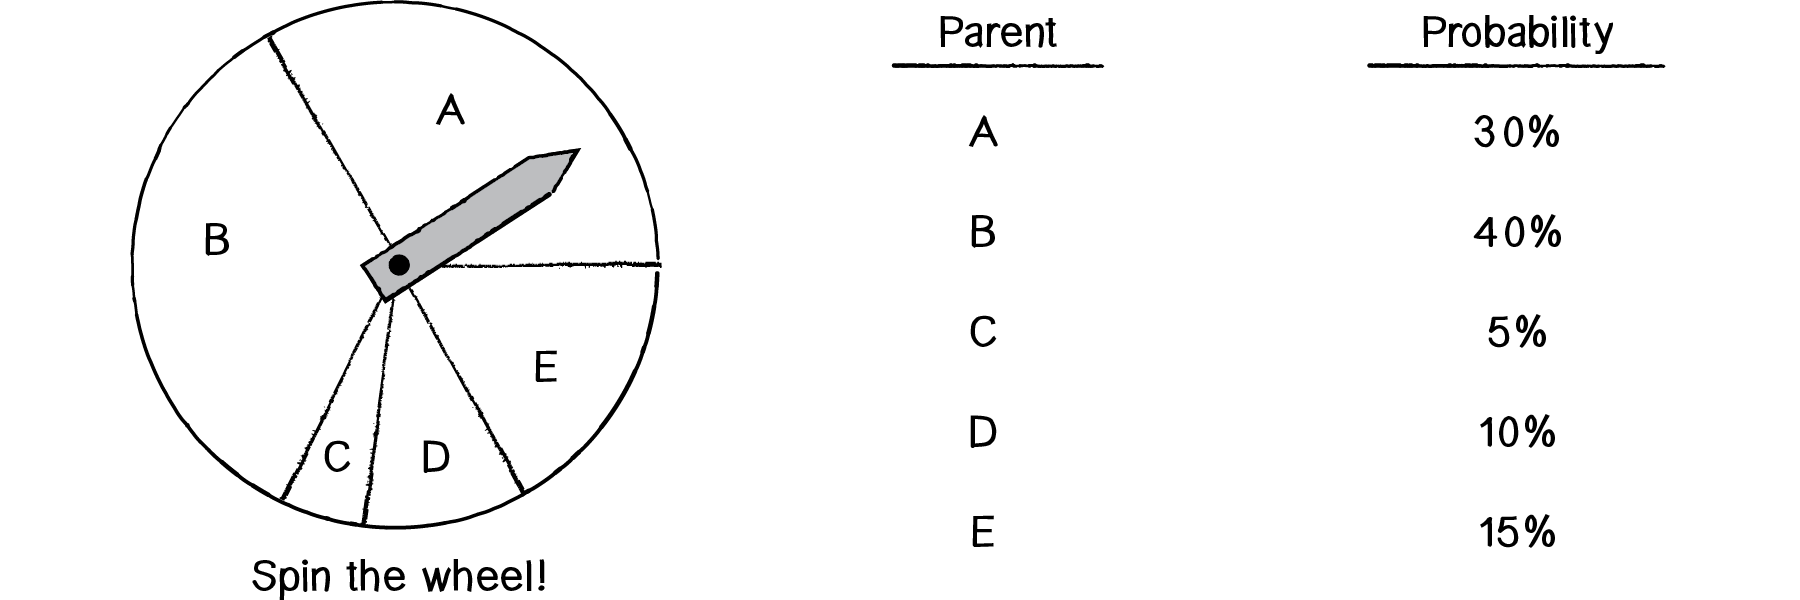 A
B
E
C
D
Spin the wheel!
Parent Probability
A 30%
B 40%
C 5%
D 10%
E 15%